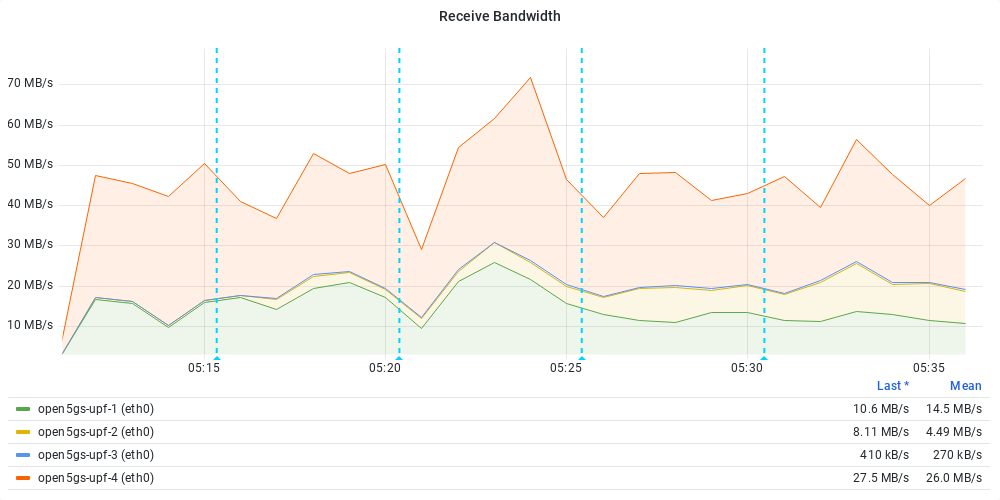 Receive Bandwidth
70 MB/s
60 MB/s
50 MB/s
40 MB/s
30 MB/s
20 MB/s
10 MB/s
05:15 05:20 05:25 05:30 05:35
Last * Mean
open5gs-upf-1 (eth0) 10.6 MB/s 14.5 MB/s
open5gs-upf-2 (eth0) 8.11 MB/s 4.49 MB/s
open5gs-upf-3 (eth0) 410 kB/s 270 kB/s
open5gs-upf-4 (eth0) 27.5 MB/s 26.0 MB/s